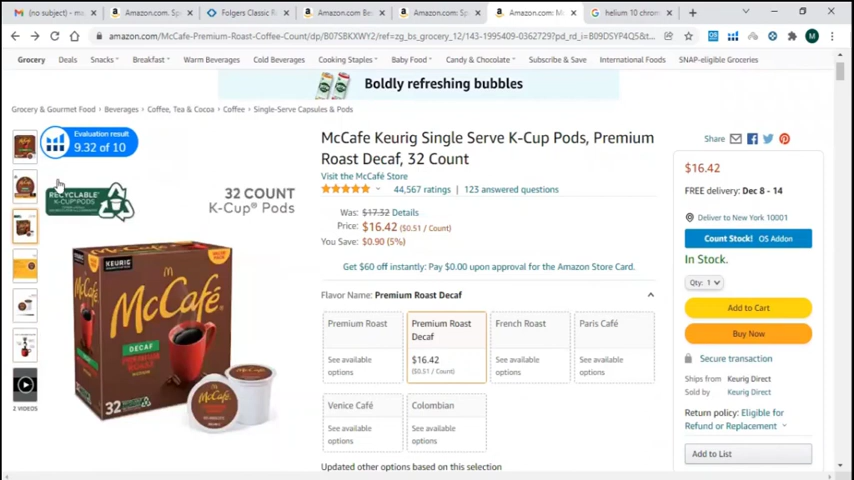 (no subject) - m
Amazon.com. Sp
Folgers Classic R
Amazon.com Bes
Amazon.com: Sp
Amazon.com: M
helium 10 chrom
amazon.com/McCafe-Premium-Roast-Coffee-Count/dp/B07S8KXWY2/ref=zg_bs_grocery_12/143-1995409-0362729?pd_rd_i=B09DSYP4QS&t...
M
Grocery Deals Snacks Breakfast Warm Beverages Cold Beverages Cooking Staples Baby Food Candy & Chocolate Subscribe & Save International Foods SNAP-eligible Groceries
Boldly refreshing bubbles
Grocery & Gourmet Food › Beverages › Coffee, Tea & Cocoa › Coffee › Single-Serve Capsules & Pods
Evaluation result
9.32 of 10
RECYCLABLE*
K-CUP PODS
32 COUNT
K-Cup® Pods
KEURIG
McCafé
DECAF
PREMIUM
ROAST
32
2 VIDEOS
McCafe Keurig Single Serve K-Cup Pods, Premium
Roast Decaf, 32 Count
Visit the McCafé Store
44,567 ratings | 123 answered questions
Was: $17.32 Details
Price: $16.42 ($0.51 / Count)
You Save: $0.90 (5%)
Get $60 off instantly: Pay $0.00 upon approval for the Amazon Store Card.
Flavor Name: Premium Roast Decaf
Premium Roast
See available
options
Premium Roast
Decaf
$16.42
($0.51 / Count)
French Roast
See available
options
Paris Café
See available
options
Venice Café
See available
options
Colombian
See available
options
Updated other options based on this selection
Share
$16.42
FREE delivery: Dec 8 - 14
Deliver to New York 10001
Count Stock! OS Addon
In Stock.
Qty: 1
Add to Cart
Buy Now
Secure transaction
Ships from Keurig Direct
Sold by Keurig Direct
Return policy: Eligible for
Refund or Replacement
Add to List